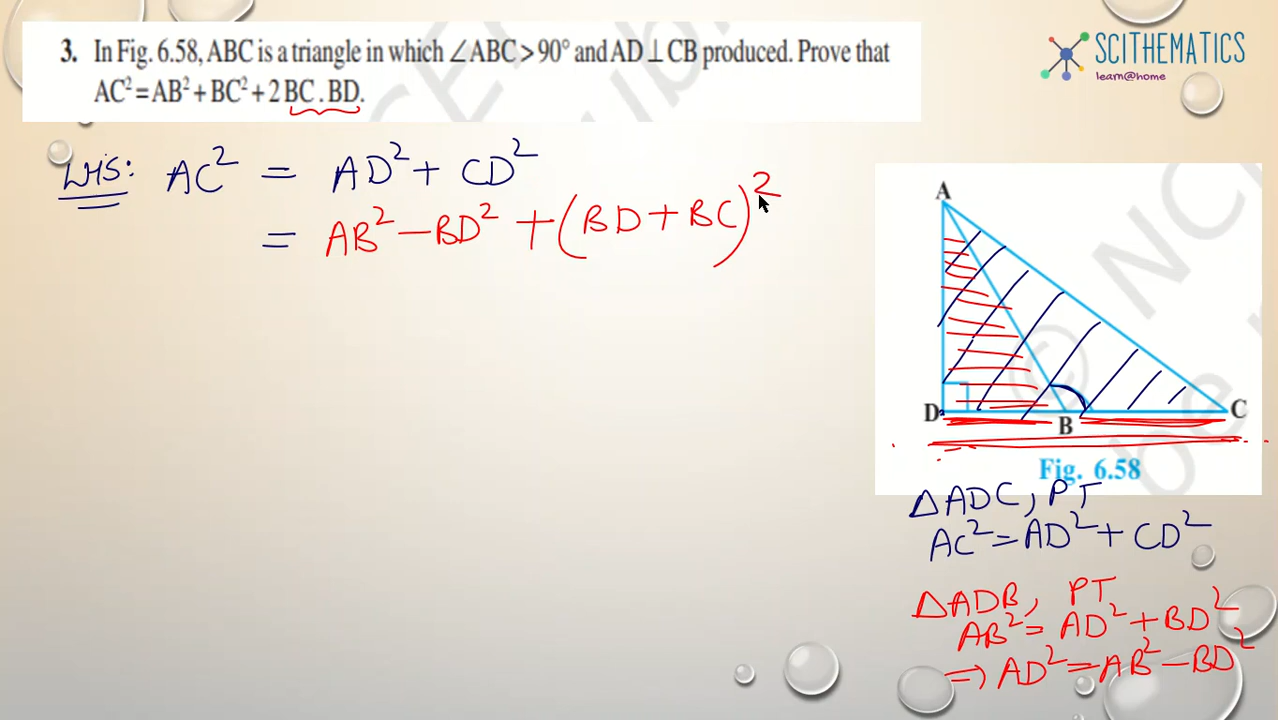 3. In Fig. 6.58, ABC is a triangle in which ∠ABC > 90° and AD ⊥ CB produced. Prove that
AC² = AB² + BC² + 2 BC . BD.
SCITHEMATICS
learn@home
LHS: AC² = AD² + CD²
= AB² − BD² + (BD + BC)²
A
D
B
C
Fig. 6.58
△ADC, PT
AC² = AD² + CD²
△ADB, PT
AB² = AD² + BD²
⇒ AD² = AB² − BD²